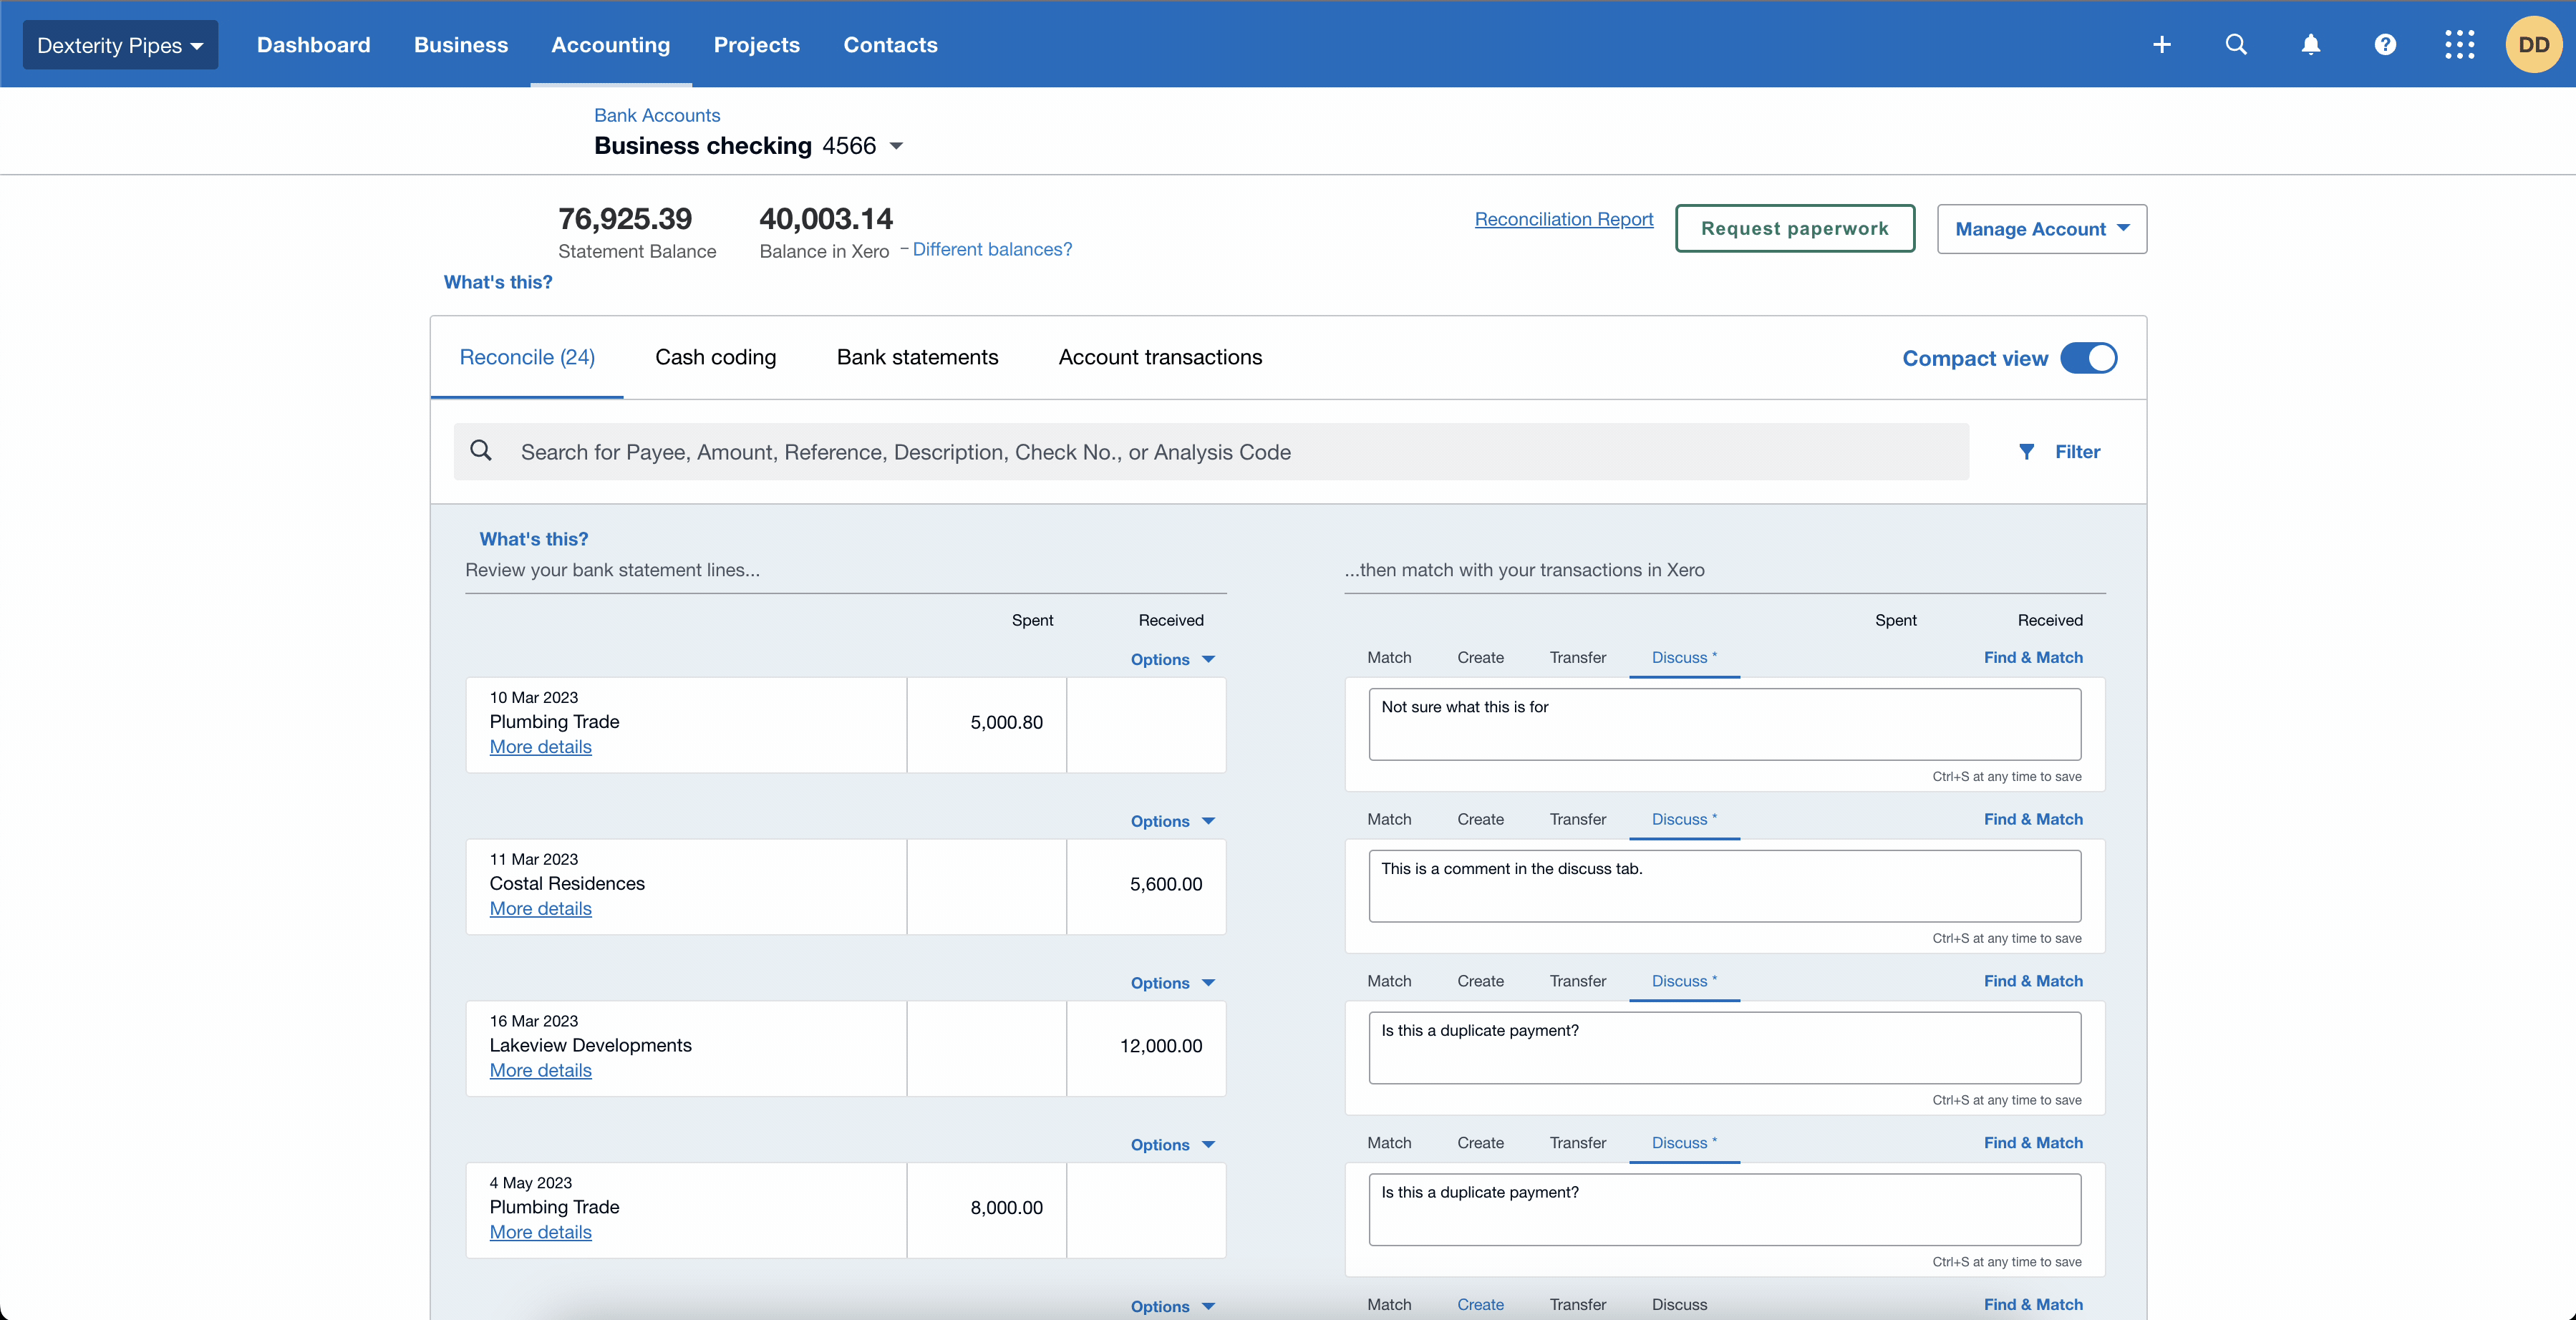 Dexterity Pipes
Dashboard
Business
Accounting
Projects
Contacts
DD
Bank Accounts
Business checking 4566
76,925.39
Statement Balance
40,003.14
Balance in Xero
– Different balances?
Reconciliation Report
Request paperwork
Manage Account
What's this?
Reconcile (24)
Cash coding
Bank statements
Account transactions
Compact view
Search for Payee, Amount, Reference, Description, Check No., or Analysis Code
Filter
What's this?
Review your bank statement lines...
...then match with your transactions in Xero
Spent
Received
Spent
Received
Options
Match
Create
Transfer
Discuss *
Find & Match
10 Mar 2023
Plumbing Trade
More details
5,000.80
Not sure what this is for
Ctrl+S at any time to save
Options
Match
Create
Transfer
Discuss *
Find & Match
11 Mar 2023
Costal Residences
More details
5,600.00
This is a comment in the discuss tab.
Ctrl+S at any time to save
Options
Match
Create
Transfer
Discuss *
Find & Match
16 Mar 2023
Lakeview Developments
More details
12,000.00
Is this a duplicate payment?
Ctrl+S at any time to save
Options
Match
Create
Transfer
Discuss *
Find & Match
4 May 2023
Plumbing Trade
More details
8,000.00
Is this a duplicate payment?
Ctrl+S at any time to save
Options
Match
Create
Transfer
Discuss
Find & Match